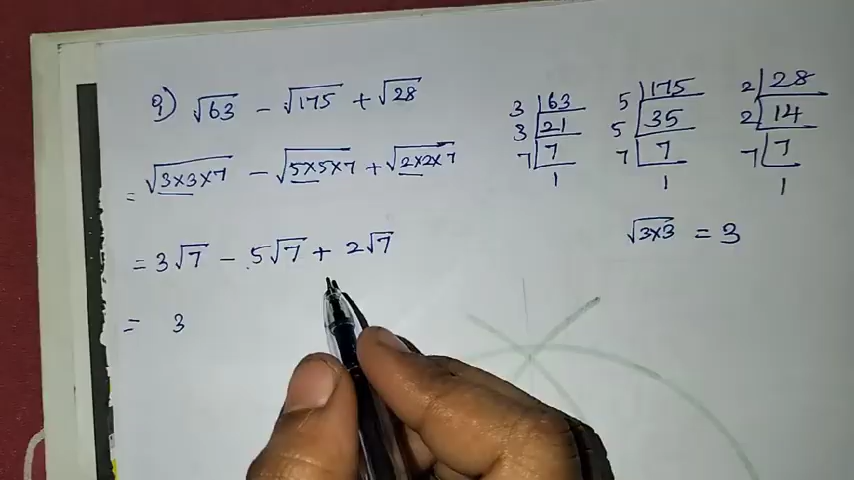 Q) √63 - √175 + √28
= √3×3×7 - √5×5×7 + √2×2×7
= 3√7 - 5√7 + 2√7
= 3
3 | 63
3 | 21
7 | 7
1
5 | 175
5 | 35
7 | 7
1
2 | 28
2 | 14
7 | 7
1
√3×3 = 3